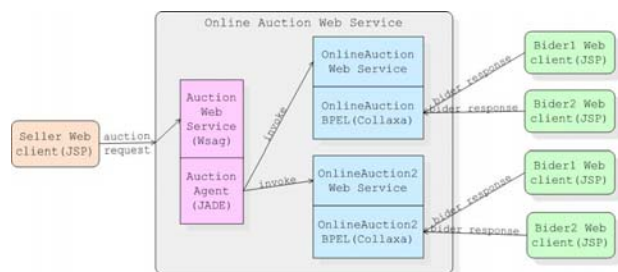 Online Auction Web Service
Seller Web
client(JSP)
auction
request
Auction
Web
Service
(Wsag)
Auction
Agent
(JADE)
invoke
invoke
OnlineAuction
Web Service
OnlineAuction
BPEL(Collaxa)
OnlineAuction2
Web Service
OnlineAuction2
BPEL(Collaxa)
bider response
bider response
bider response
bider response
Bider1 Web
client(JSP)
Bider2 Web
client(JSP)
Bider1 Web
client(JSP)
Bider2 Web
client(JSP)